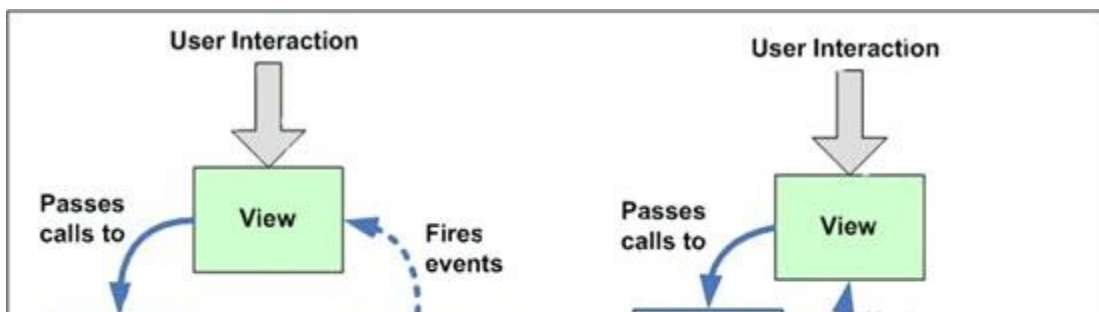 User Interaction
View
Passes
calls to
Fires
events
User Interaction
View
Passes
calls to